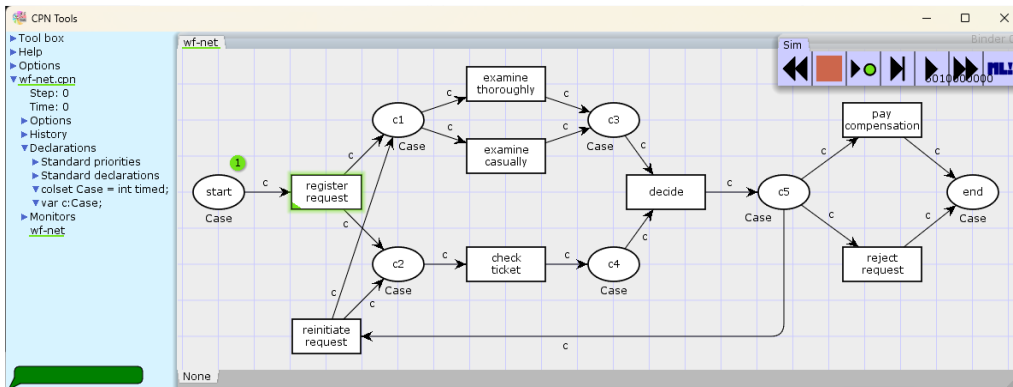 CPN Tools
Tool box
Help
Options
wf-net.cpn
Step: 0
Time: 0
Options
History
Declarations
Standard priorities
Standard declarations
colset Case = int timed;
var c:Case;
Monitors
wf-net
wf-net
Binder
Sim
ML!
6010000000
1
start
Case
c
register
request
c
c
c
c1
Case
c
c
examine
thoroughly
examine
casually
c
c
c3
Case
c
c2
Case
c
check
ticket
c
c4
Case
c
decide
c
c5
Case
c
c
pay
compensation
reject
request
c
c
end
Case
reinitiate
request
c
c
None